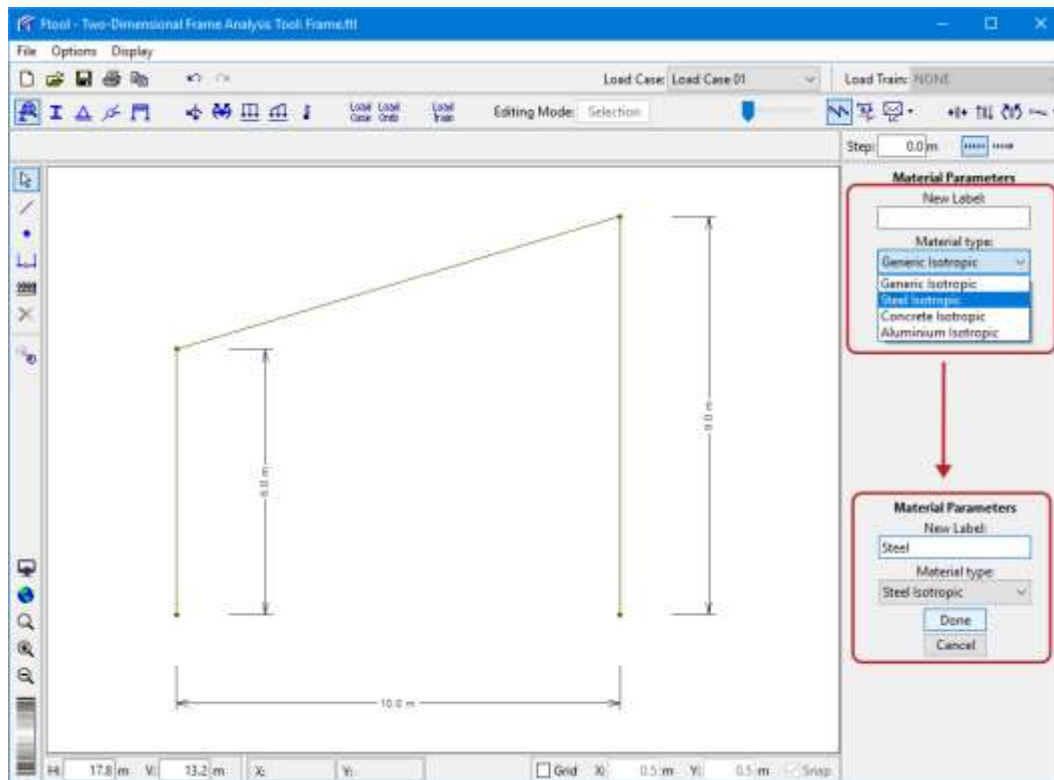 Ftool - Two-Dimensional Frame Analysis Tool: Frame.ftl
File Options Display
Load Case: Load Case 01 Load Train: NONE
Load Case Load Cmb Load Train Editing Mode: Selection
Step: 0.0 m
Material Parameters
New Label:
Material type:
Generic Isotropic
Generic Isotropic
Steel Isotropic
Concrete Isotropic
Aluminium Isotropic
6.0 m
9.0 m
10.0 m
Material Parameters
New Label:
Steel
Material type:
Steel Isotropic
Done
Cancel
H: 17.8 m V: 13.2 m X: Y: Grid X: 0.5 m Y: 0.5 m Snap